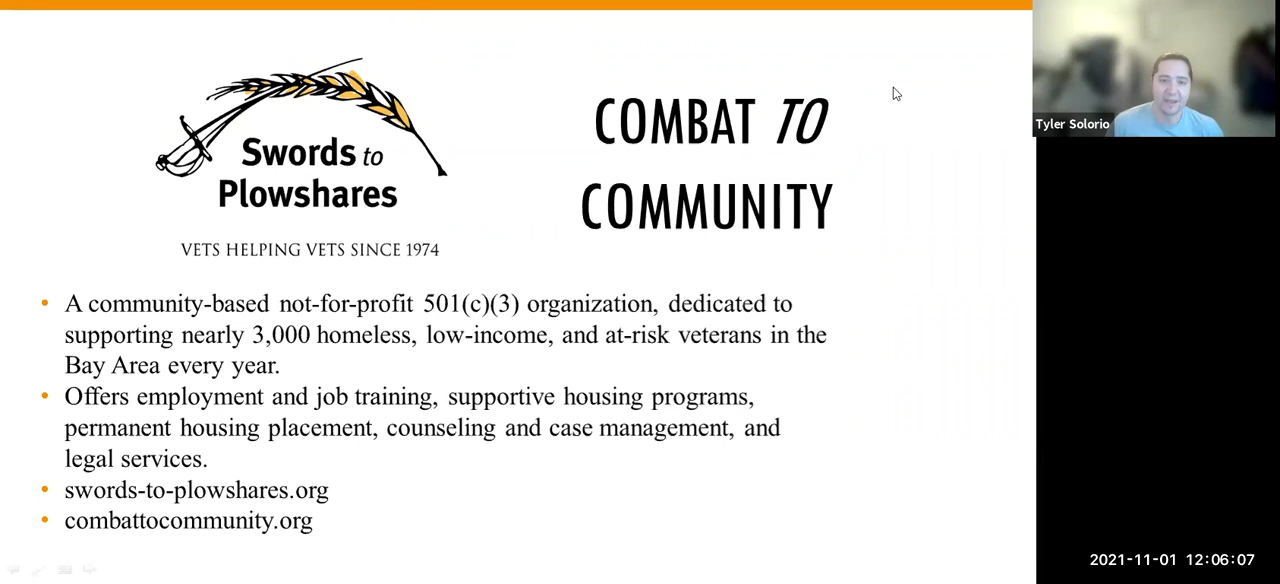 Swords to
Plowshares
VETS HELPING VETS SINCE 1974
COMBAT TO
COMMUNITY
• A community-based not-for-profit 501(c)(3) organization, dedicated to
supporting nearly 3,000 homeless, low-income, and at-risk veterans in the
Bay Area every year.
• Offers employment and job training, supportive housing programs,
permanent housing placement, counseling and case management, and
legal services.
• swords-to-plowshares.org
• combattocommunity.org
Tyler Solorio
2021-11-01 12:06:07